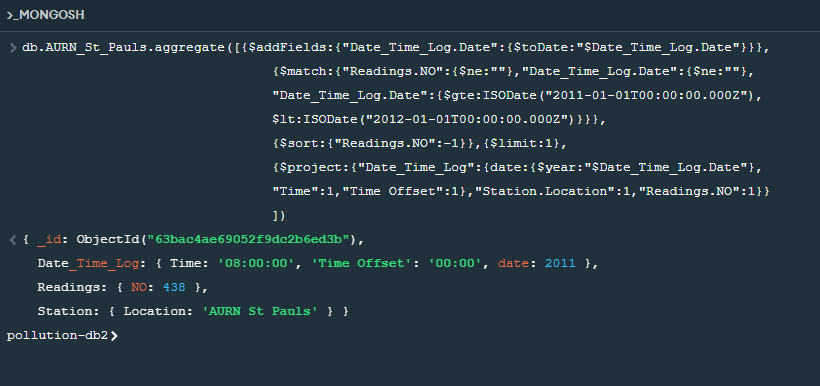 >_MONGOSH
> db.AURN_St_Pauls.aggregate([{$addFields:{"Date_Time_Log.Date":{$toDate:"$Date_Time_Log.Date"}}},
{$match:{"Readings.NO":{$ne:""},"Date_Time_Log.Date":{$ne:""},
"Date_Time_Log.Date":{$gte:ISODate("2011-01-01T00:00:00.000Z"),
$lt:ISODate("2012-01-01T00:00:00.000Z")}}},
{$sort:{"Readings.NO":-1}},{$limit:1},
{$project:{"Date_Time_Log":{date:{$year:"$Date_Time_Log.Date"},
"Time":1,"Time Offset":1},"Station.Location":1,"Readings.NO":1}}
])
< { _id: ObjectId("63bac4ae69052f9dc2b6ed3b"),
Date_Time_Log: { Time: '08:00:00', 'Time Offset': '00:00', date: 2011 },
Readings: { NO: 438 },
Station: { Location: 'AURN St Pauls' } }
pollution-db2>